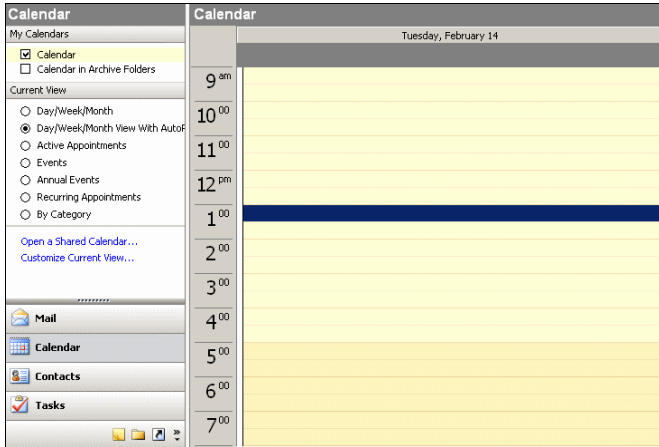 Calendar
My Calendars
Calendar
Calendar in Archive Folders
Current View
Day/Week/Month
Day/Week/Month View With AutoP
Active Appointments
Events
Annual Events
Recurring Appointments
By Category
Open a Shared Calendar...
Customize Current View...
Mail
Calendar
Contacts
Tasks
Calendar
Tuesday, February 14
9 am
10 00
11 00
12 pm
1 00
2 00
3 00
4 00
5 00
6 00
7 00